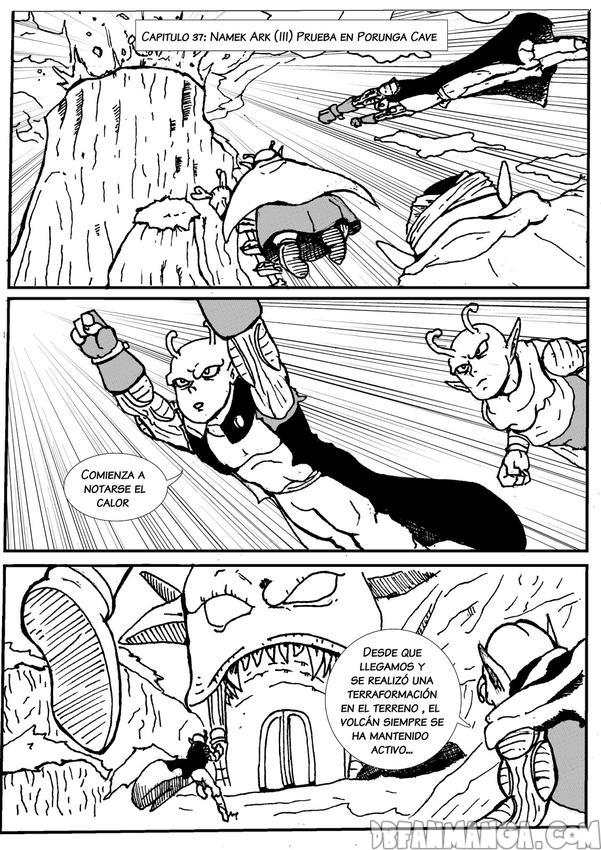 Capitulo 37: Namek Ark (III) Prueba en Porunga Cave
Comienza a
notarse el
calor
Desde que
llegamos y
se realizó una
terraformación
en el terreno , el
volcán siempre se
ha mantenido
activo...
DBFANMANGA.COM